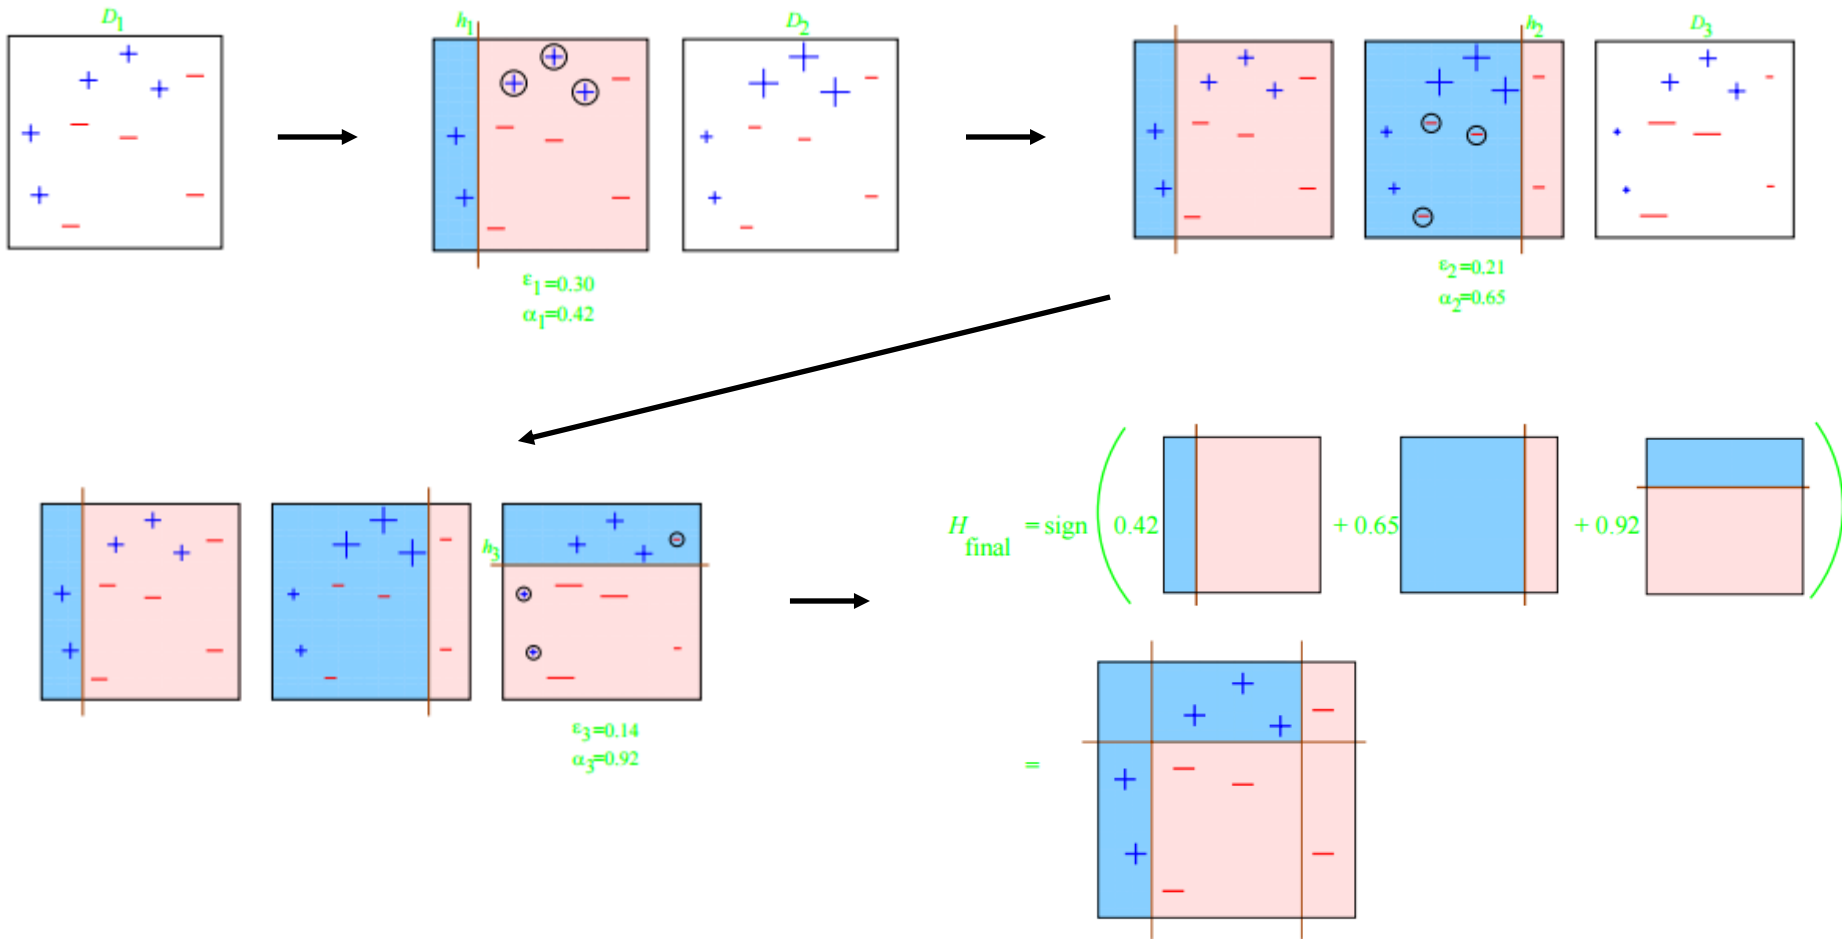 D1
h1
D2
h2
D3
ε1=0.30
α1=0.42
ε2=0.21
α2=0.65
h3
ε3=0.14
α3=0.92
H final = sign ( 0.42 + 0.65 + 0.92 )
=